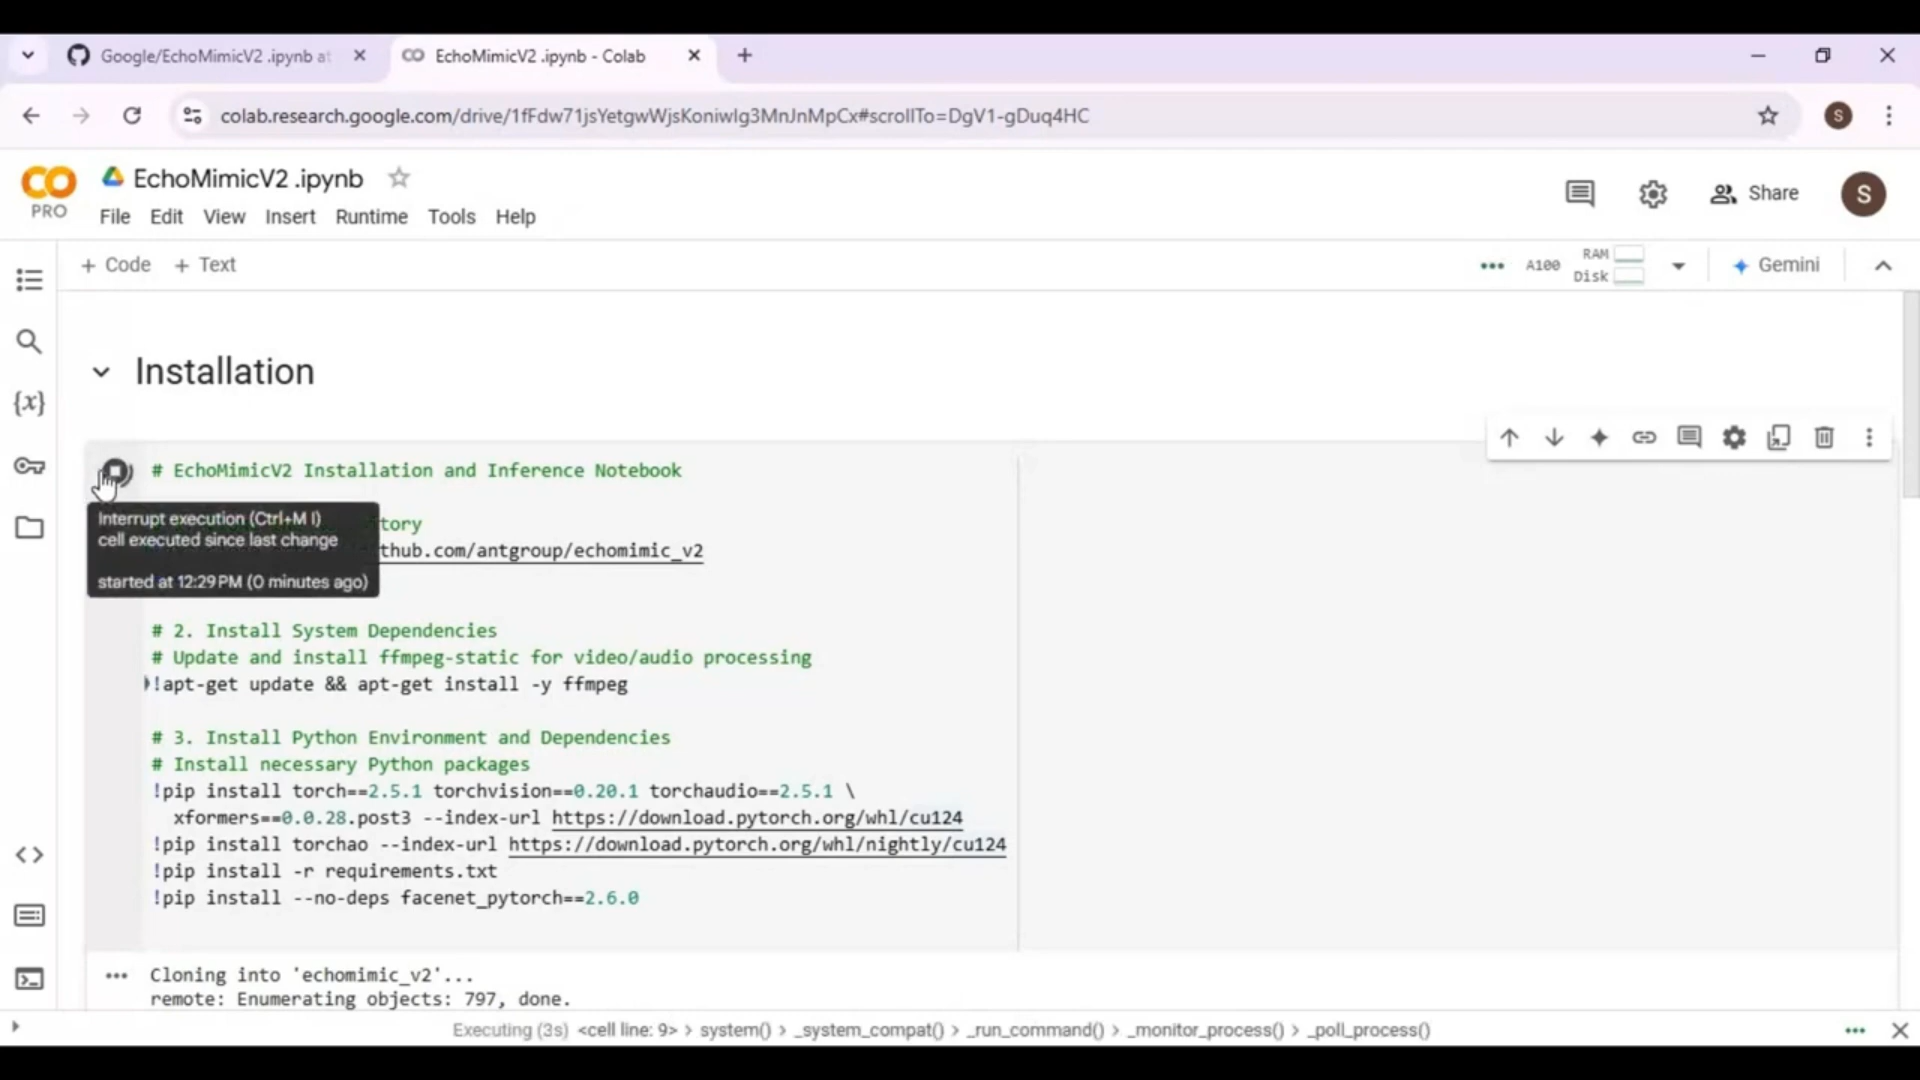 Google/EchoMimicV2 .ipynb at
EchoMimicV2 .ipynb - Colab
colab.research.google.com/drive/1fFdw71jsYetgwWjsKoniwIg3MnJnMpCx#scrollTo=DgV1-gDuq4HC
S
CO
PRO
EchoMimicV2 .ipynb
File Edit View Insert Runtime Tools Help
Share
S
+ Code + Text
A100
RAM
Disk
Gemini
Installation
# EchoMimicV2 Installation and Inference Notebook
Interrupt execution (Ctrl+M I)
cell executed since last change
started at 12:29 PM (0 minutes ago)
tory
thub.com/antgroup/echomimic_v2
# 2. Install System Dependencies
# Update and install ffmpeg-static for video/audio processing
!apt-get update && apt-get install -y ffmpeg
# 3. Install Python Environment and Dependencies
# Install necessary Python packages
!pip install torch==2.5.1 torchvision==0.20.1 torchaudio==2.5.1 \
xformers==0.0.28.post3 --index-url https://download.pytorch.org/whl/cu124
!pip install torchao --index-url https://download.pytorch.org/whl/nightly/cu124
!pip install -r requirements.txt
!pip install --no-deps facenet_pytorch==2.6.0
Cloning into 'echomimic_v2'...
remote: Enumerating objects: 797, done.
Executing (3s) <cell line: 9> > system() > _system_compat() > _run_command() > _monitor_process() > _poll_process()